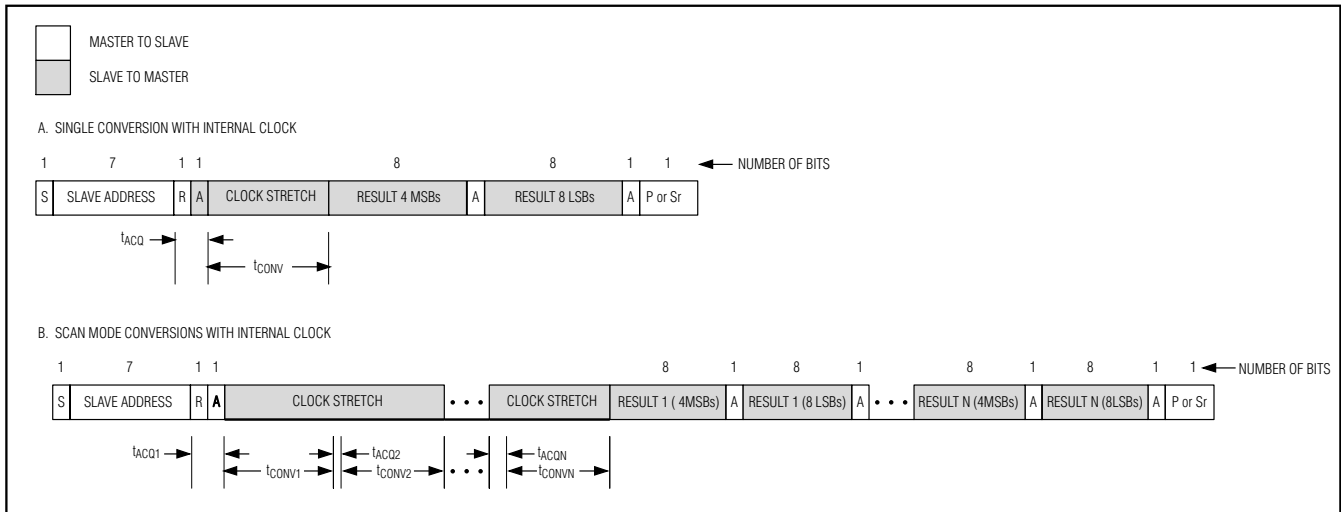 MASTER TO SLAVE
SLAVE TO MASTER
A. SINGLE CONVERSION WITH INTERNAL CLOCK
1 7 1 1 8 8 1 1 NUMBER OF BITS
S SLAVE ADDRESS R A CLOCK STRETCH RESULT 4 MSBs A RESULT 8 LSBs A P or Sr
tACQ
tCONV
B. SCAN MODE CONVERSIONS WITH INTERNAL CLOCK
1 7 1 1 8 1 8 1 8 1 8 1 1 NUMBER OF BITS
S SLAVE ADDRESS R A CLOCK STRETCH • • • CLOCK STRETCH RESULT 1 ( 4MSBs) A RESULT 1 (8 LSBs) A • • • RESULT N (4MSBs) A RESULT N (8LSBs) A P or Sr
tACQ1 tACQ2 tACQN
tCONV1 tCONV2 • • • tCONVN